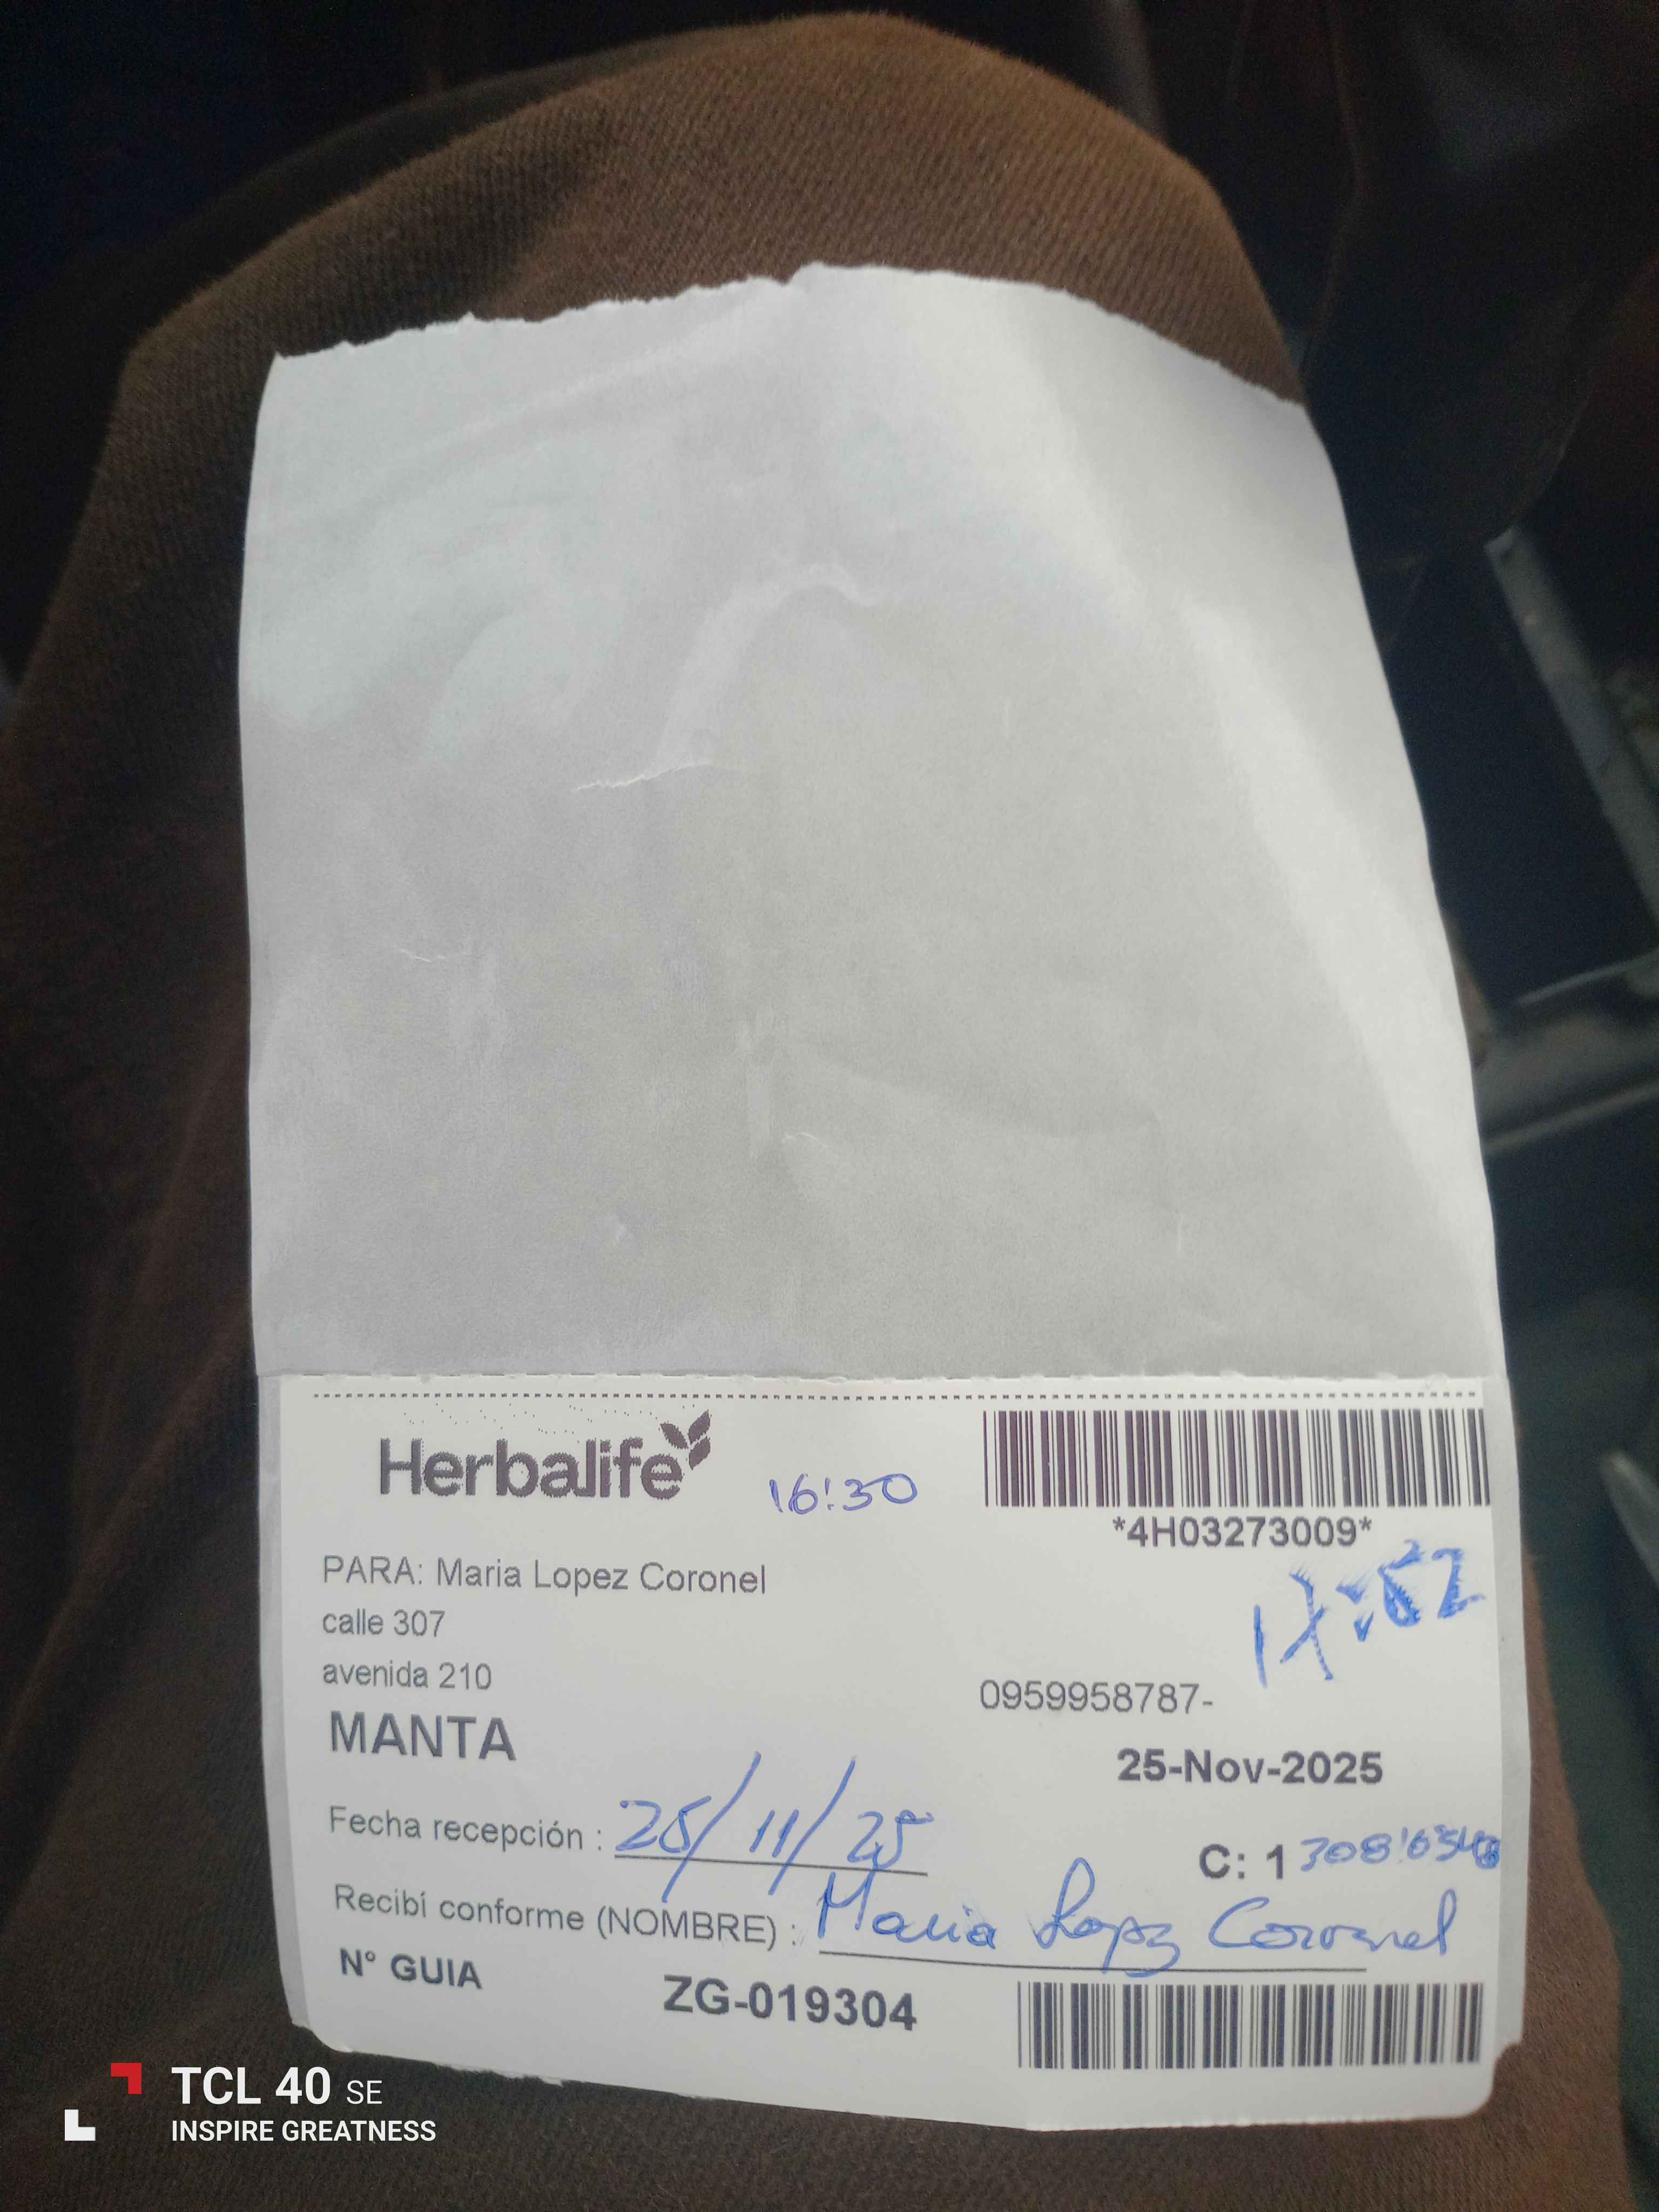 Herbalife
16:30
*4H03273009*
PARA: Maria Lopez Coronel
calle 307
avenida 210
0959958787-
MANTA
25-Nov-2025
Fecha recepción : 25/11/25
C: 1
Recibí conforme (NOMBRE) : Maria Lopez Coronel
N° GUIA ZG-019304
TCL 40 SE
INSPIRE GREATNESS